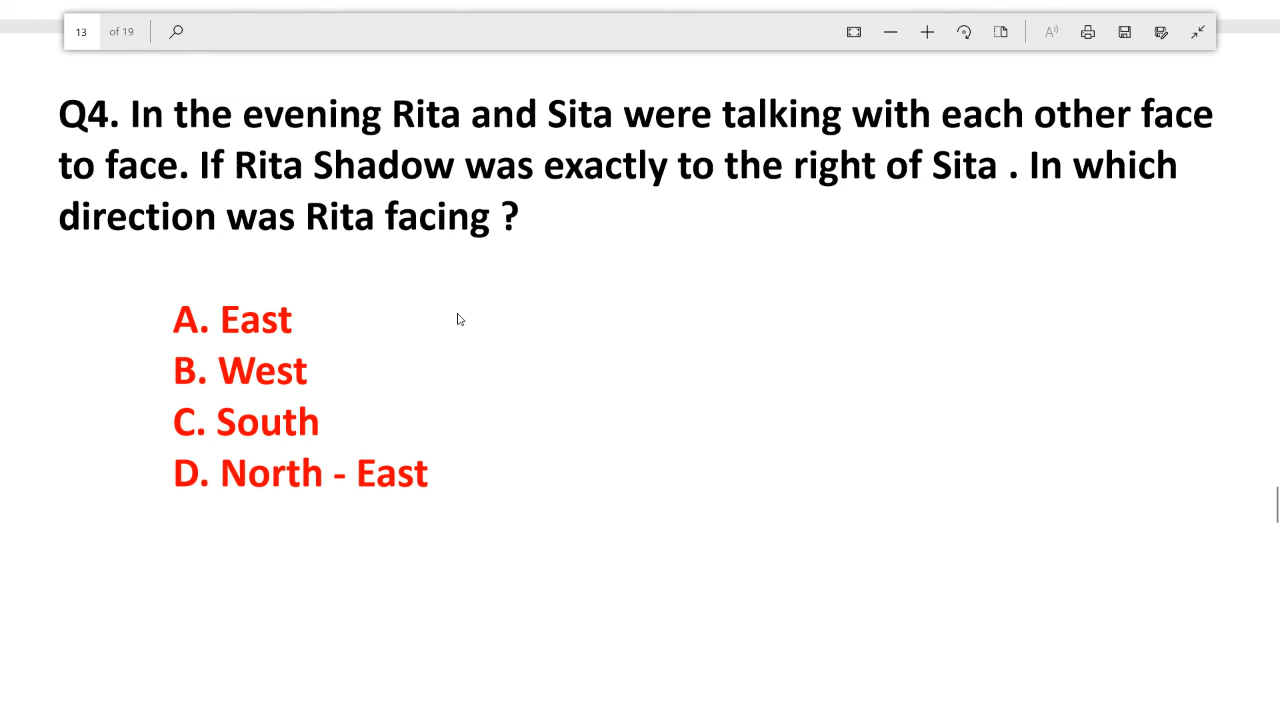 13 of 19
Q4. In the evening Rita and Sita were talking with each other face
to face. If Rita Shadow was exactly to the right of Sita . In which
direction was Rita facing ?
A. East
B. West
C. South
D. North - East